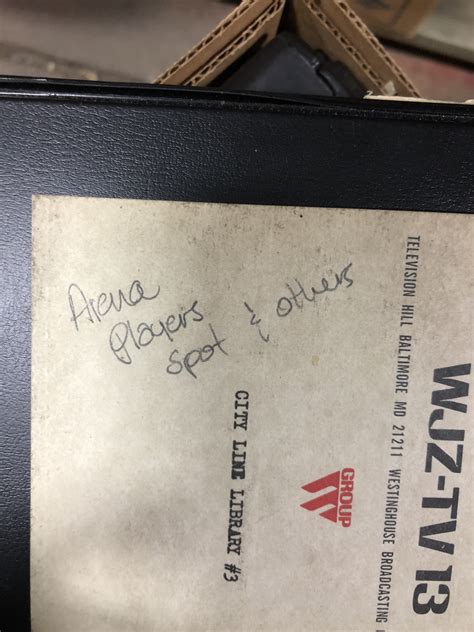 Arena
Players
spot & others
WJZ-TV 13
TELEVISION HILL BALTIMORE MD 21211 WESTINGHOUSE BROADCASTING
GROUP
W
CITY LINE LIBRARY #3